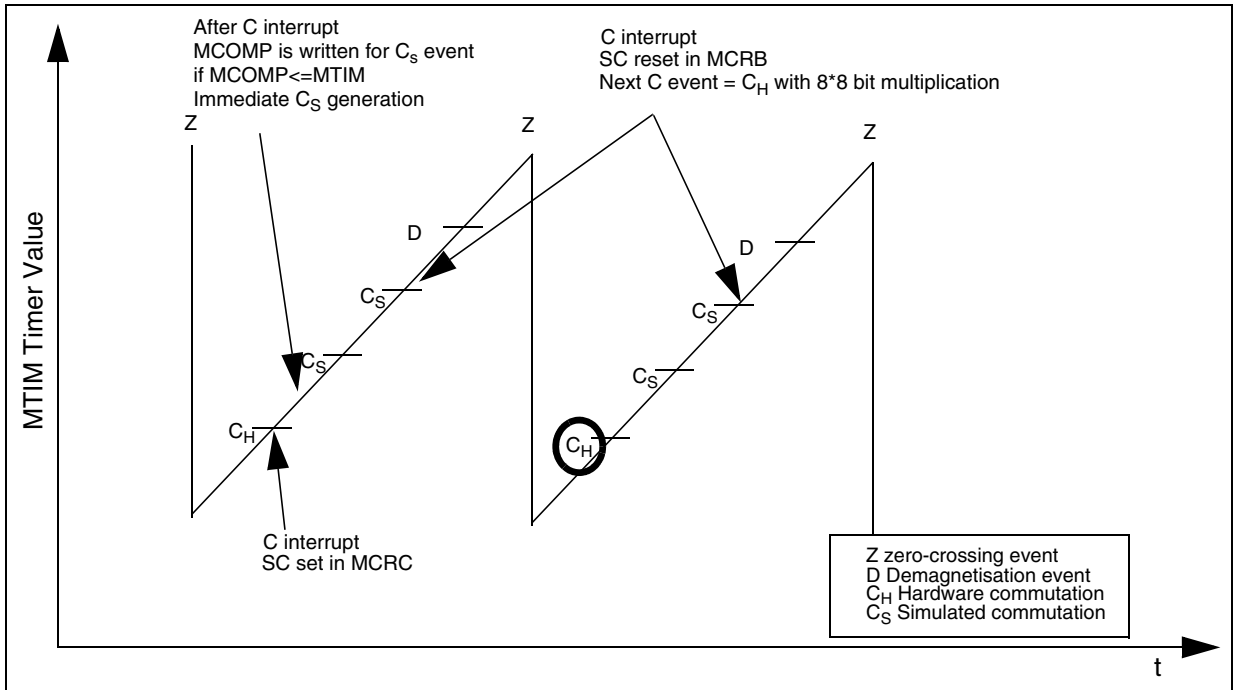 After C interrupt
MCOMP is written for Cs event
if MCOMP<=MTIM
Immediate CS generation
C interrupt
SC reset in MCRB
Next C event = CH with 8*8 bit multiplication
Z
Z
Z
D
D
CS
CS
CS
CS
CH
CH
MTIM Timer Value
C interrupt
SC set in MCRC
Z zero-crossing event
D Demagnetisation event
CH Hardware commutation
CS Simulated commutation
t